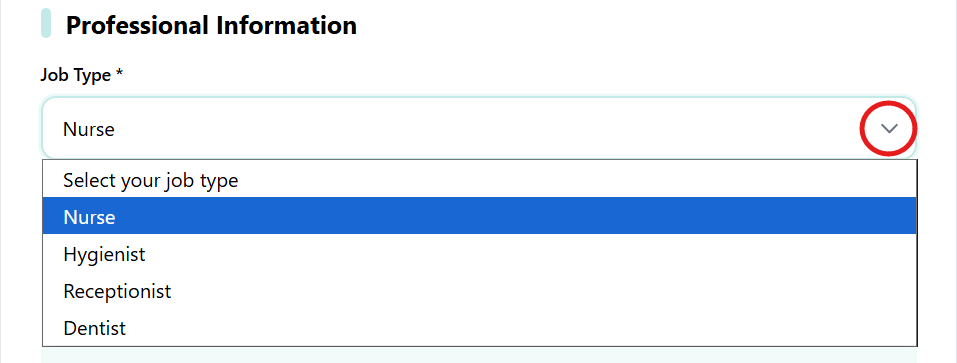 Professional Information
Job Type *
Nurse
Select your job type
Nurse
Hygienist
Receptionist
Dentist